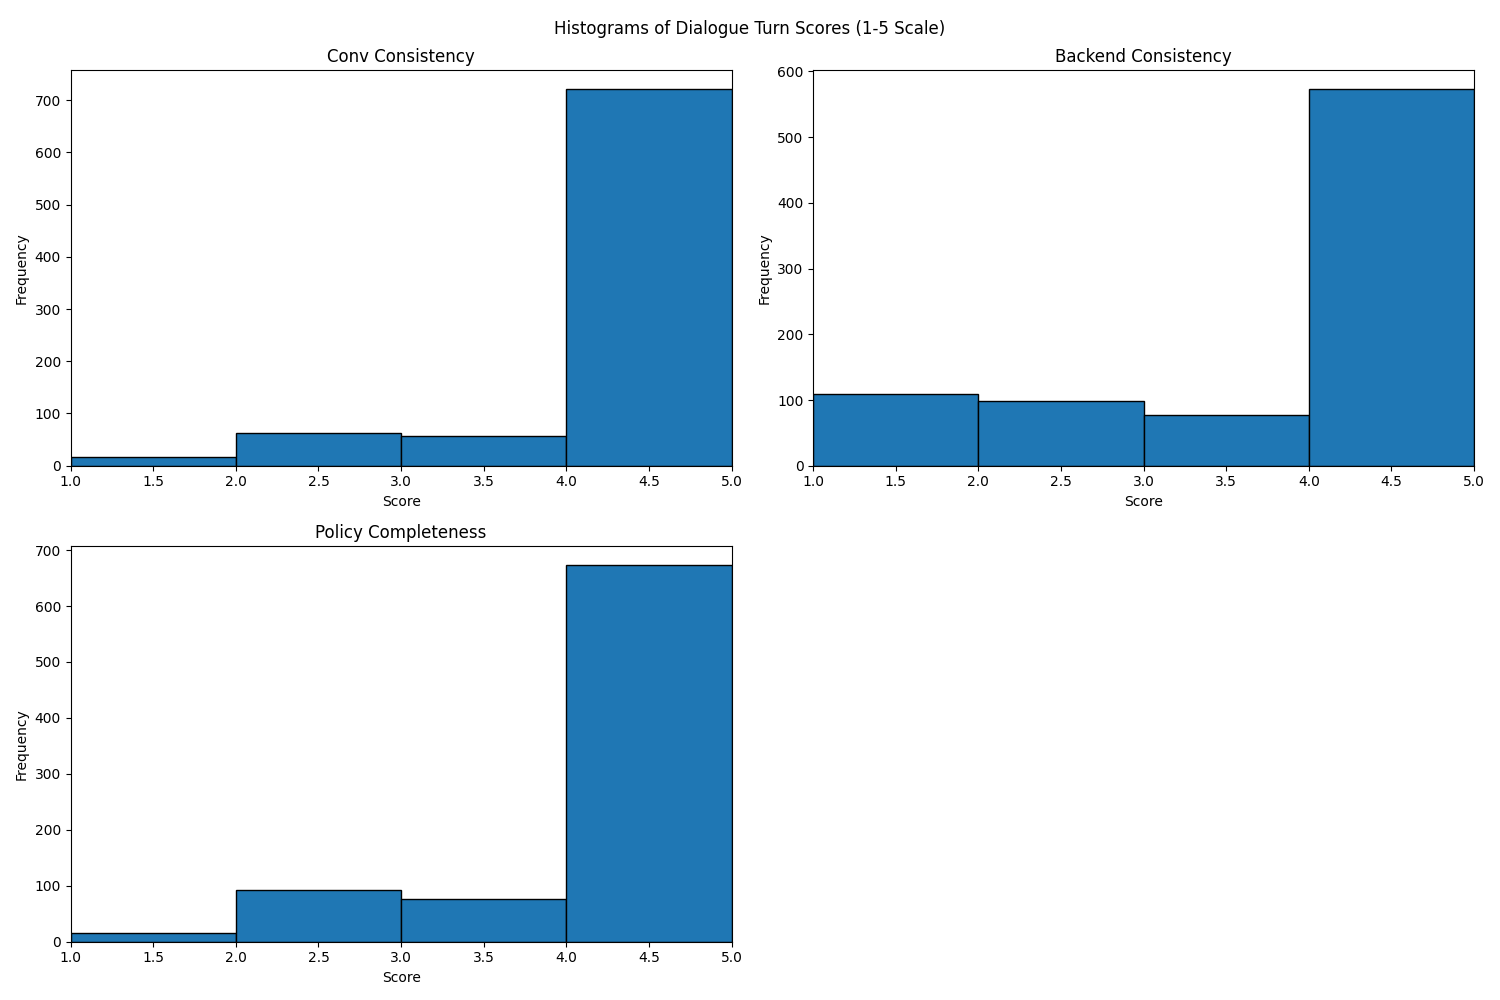 Histograms of Dialogue Turn Scores (1-5 Scale)
Conv Consistency
Frequency
700
600
500
400
300
200
100
0
1.0 1.5 2.0 2.5 3.0 3.5 4.0 4.5 5.0
Score
Backend Consistency
Frequency
600
500
400
300
200
100
0
1.0 1.5 2.0 2.5 3.0 3.5 4.0 4.5 5.0
Score
Policy Completeness
Frequency
700
600
500
400
300
200
100
0
1.0 1.5 2.0 2.5 3.0 3.5 4.0 4.5 5.0
Score